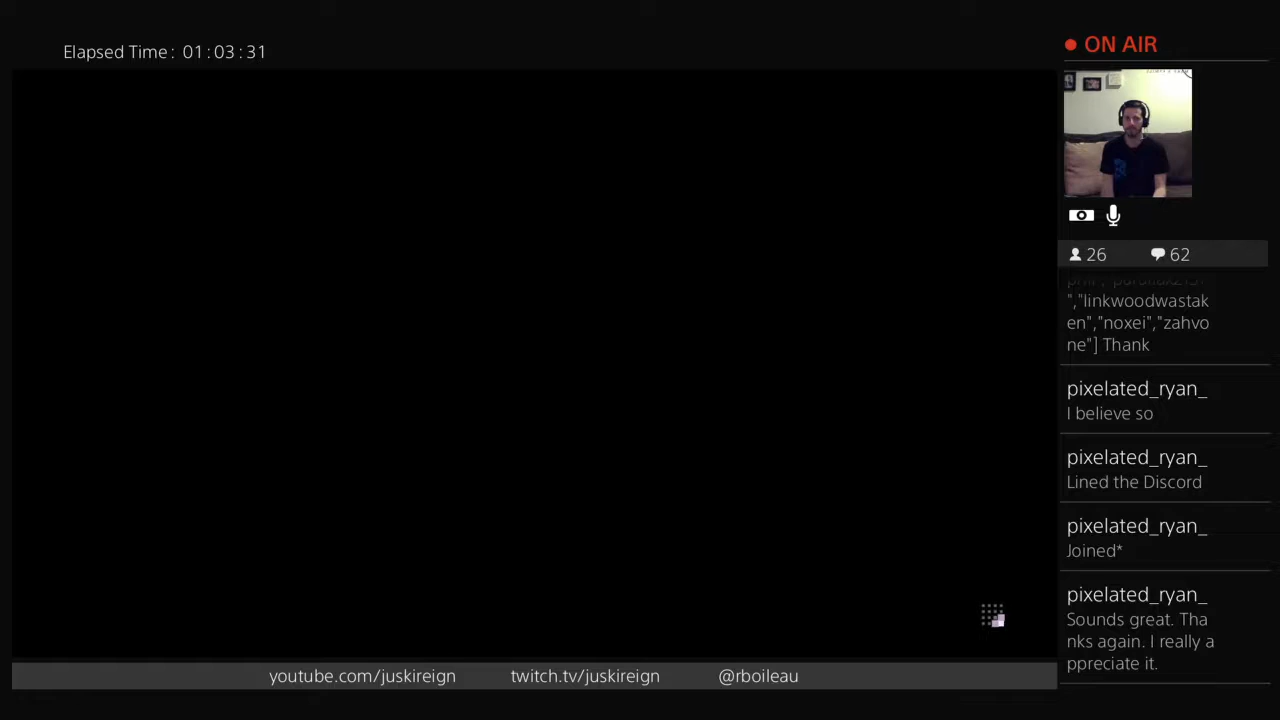 Elapsed Time: 01:03:31
ON AIR
26 62
","linkwoodwastak
en","noxei","zahvo
ne"] Thank
pixelated_ryan_
I believe so
pixelated_ryan_
Lined the Discord
pixelated_ryan_
Joined*
pixelated_ryan_
Sounds great. Tha
nks again. I really a
ppreciate it.
youtube.com/juskireign twitch.tv/juskireign @rboileau